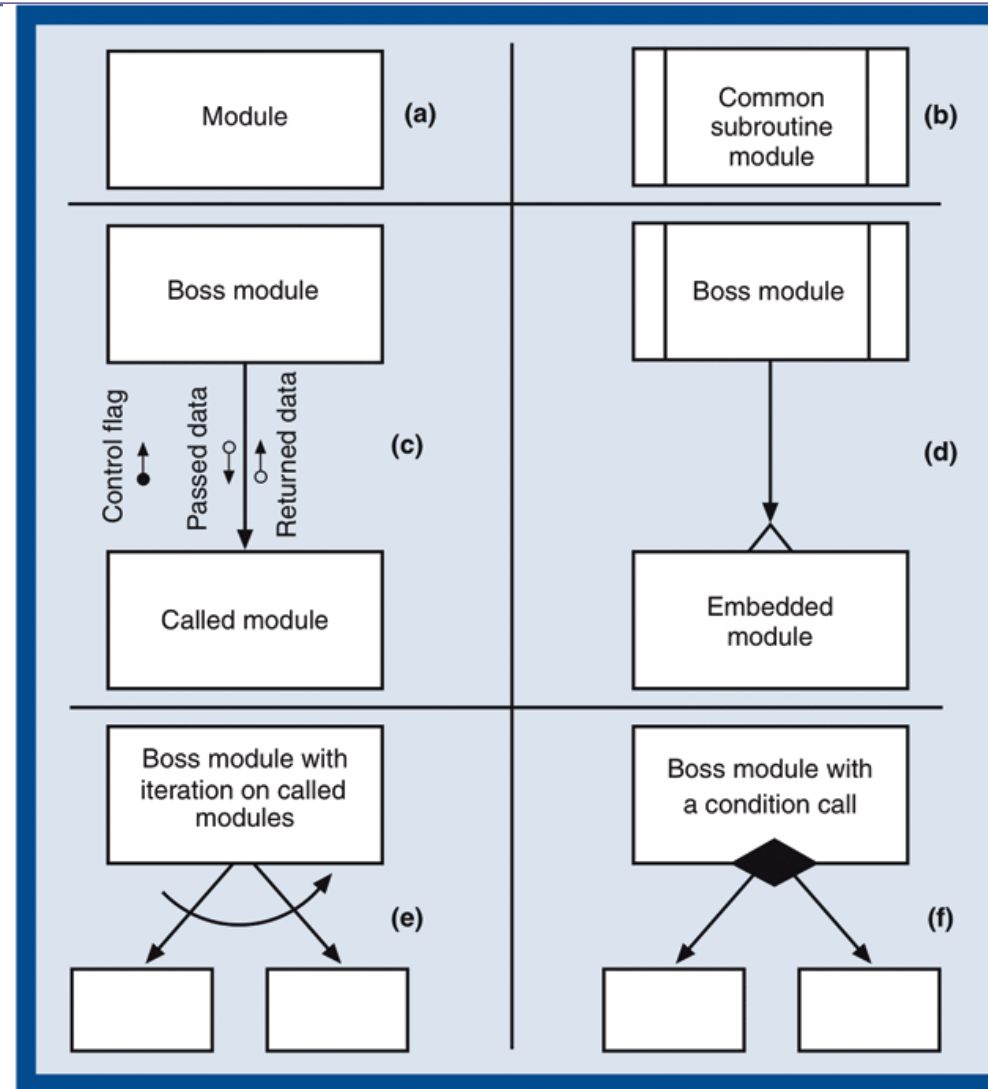 Module
(a)
Common
subroutine
module
(b)
Boss module
Control flag
Passed data
Returned data
(c)
Called module
Boss module
(d)
Embedded
module
Boss module with
iteration on called
modules
(e)
Boss module with
a condition call
(f)